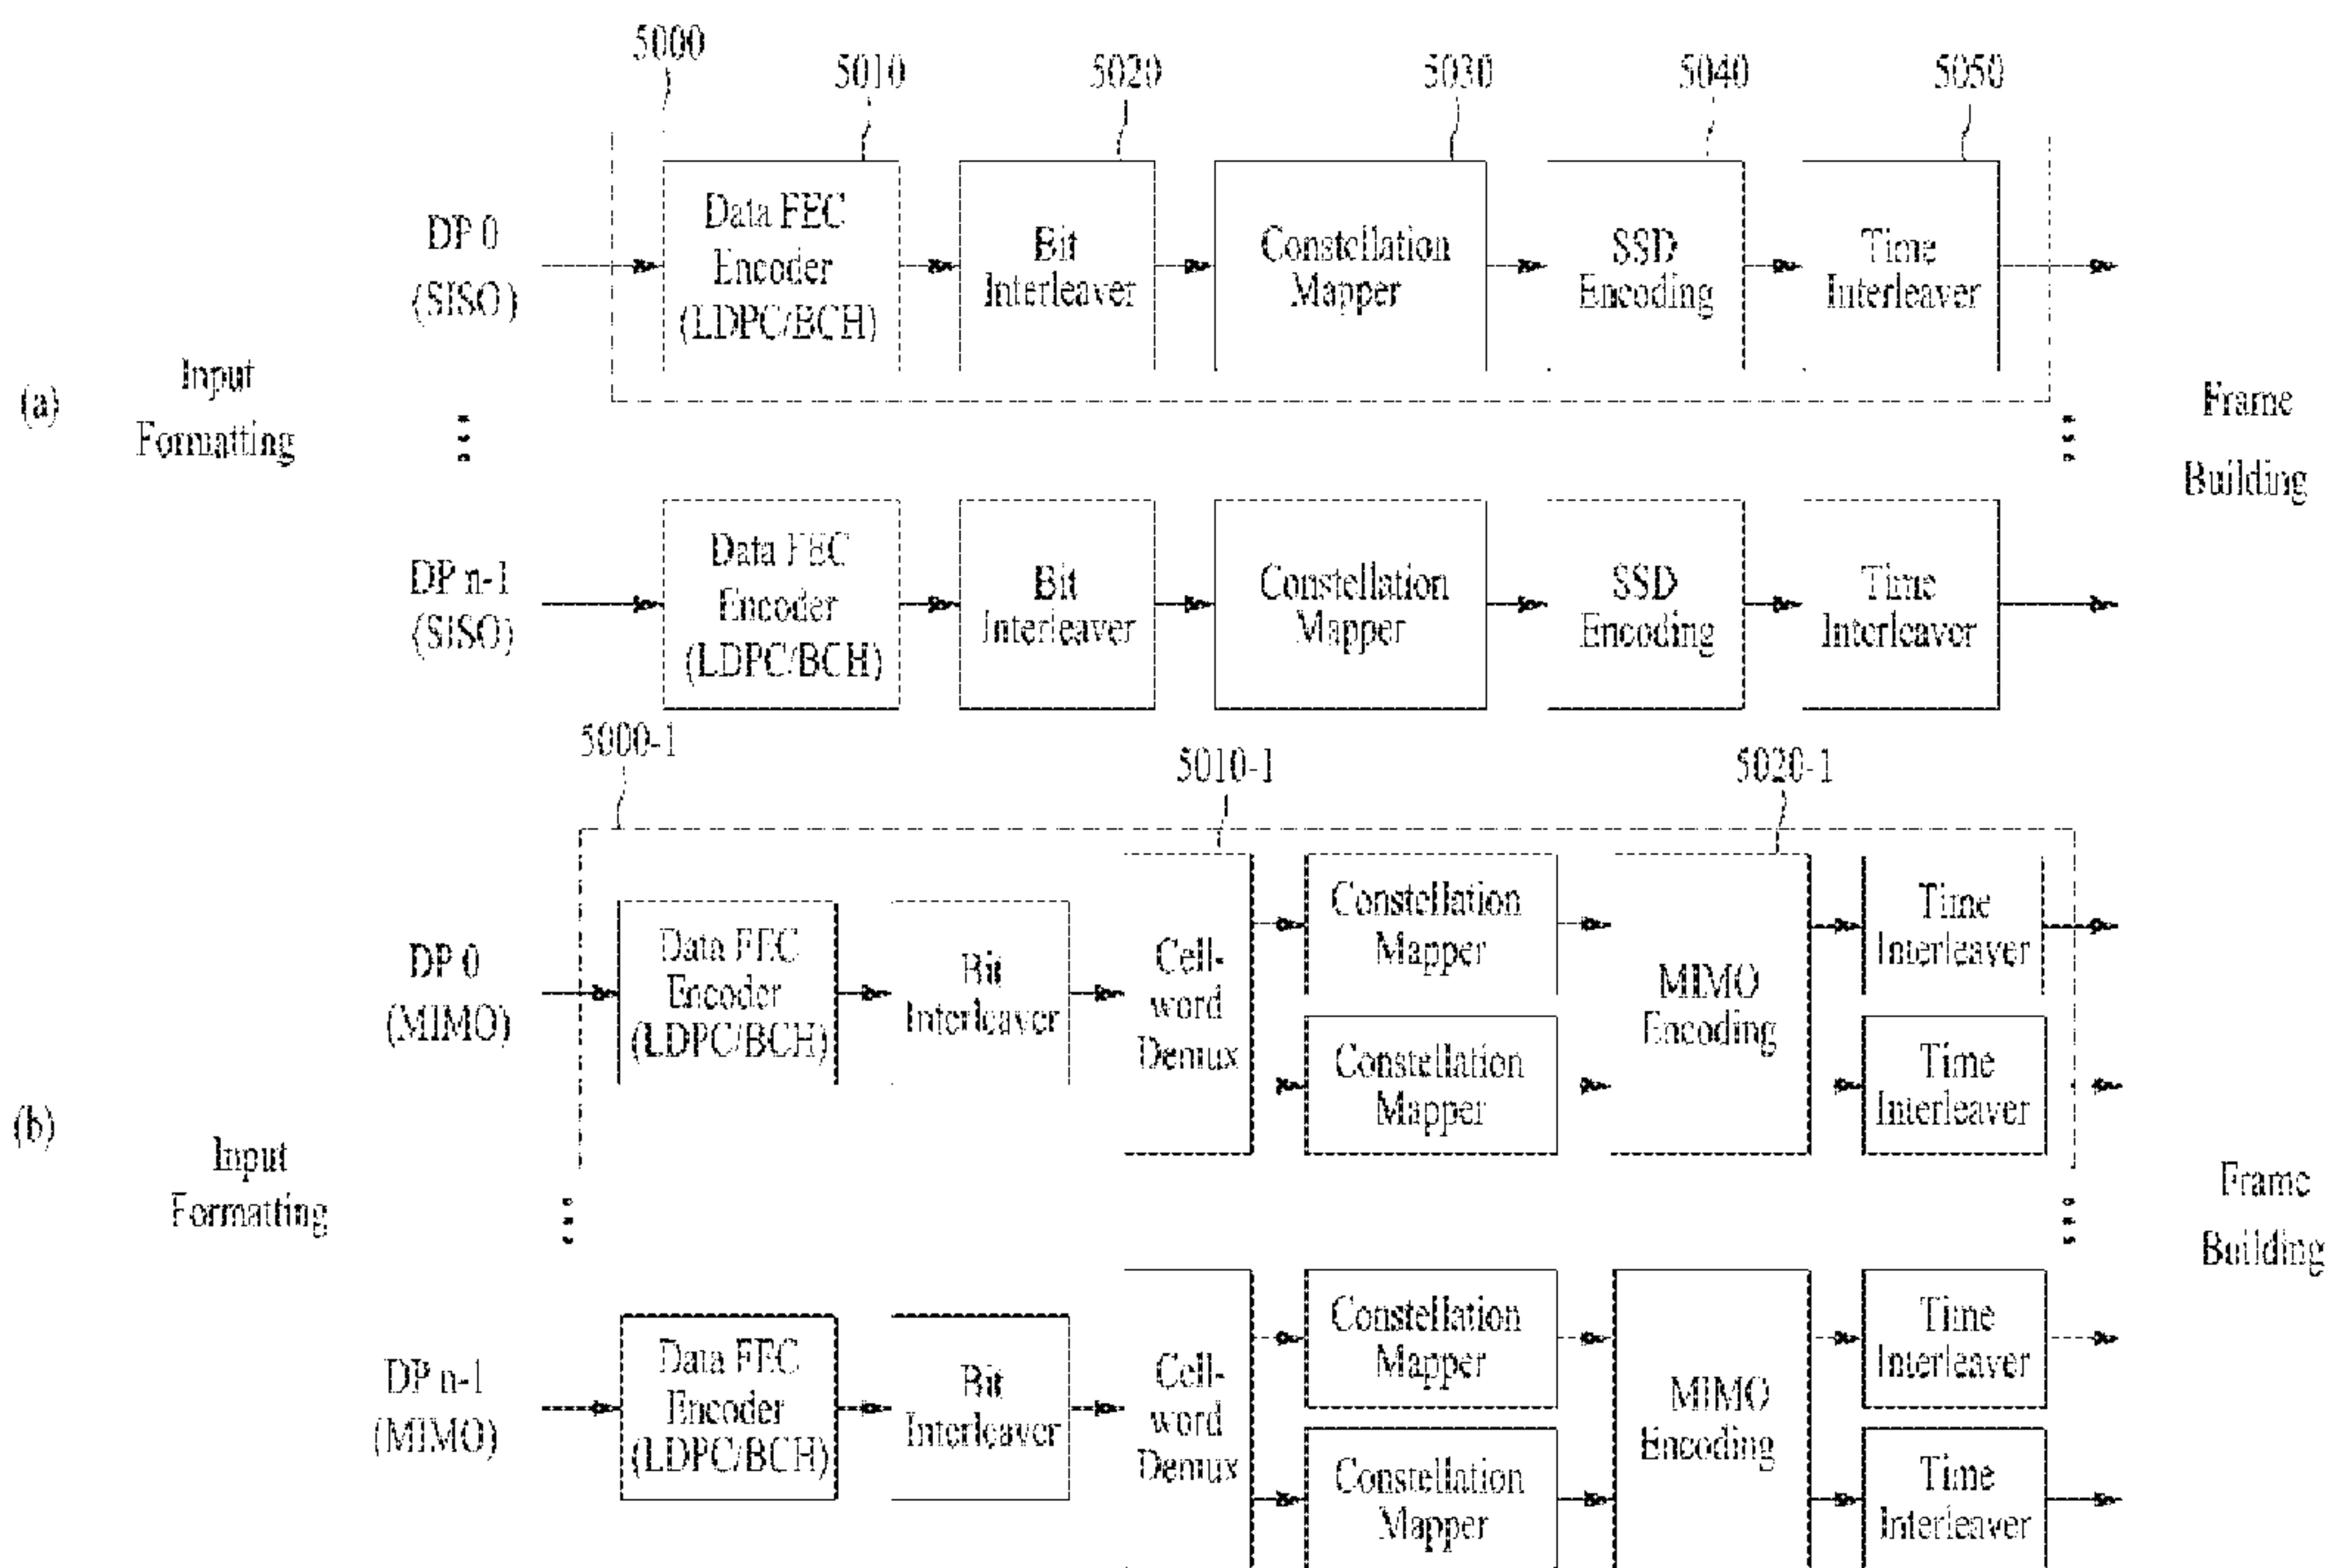 5000
5010
5020
5030
5040
5050
DP 0
(SISO)
Data FEC
Encoder
(LDPC/BCH)
Bit
Interleaver
Constellation
Mapper
SSD
Encoding
Time
Interleaver
(a)
Input
Formatting
Frame
Building
DP n-1
(SISO)
Data FEC
Encoder
(LDPC/BCH)
Bit
Interleaver
Constellation
Mapper
SSD
Encoding
Time
Interleaver
5000-1
5010-1
5020-1
DP 0
(MIMO)
Data FEC
Encoder
(LDPC/BCH)
Bit
Interleaver
Cell-
word
Demux
Constellation
Mapper
Constellation
Mapper
MIMO
Encoding
Time
Interleaver
Time
Interleaver
(b)
Input
Formatting
Frame
Building
DP n-1
(MIMO)
Data FEC
Encoder
(LDPC/BCH)
Bit
Interleaver
Cell-
word
Demux
Constellation
Mapper
Constellation
Mapper
MIMO
Encoding
Time
Interleaver
Time
Interleaver